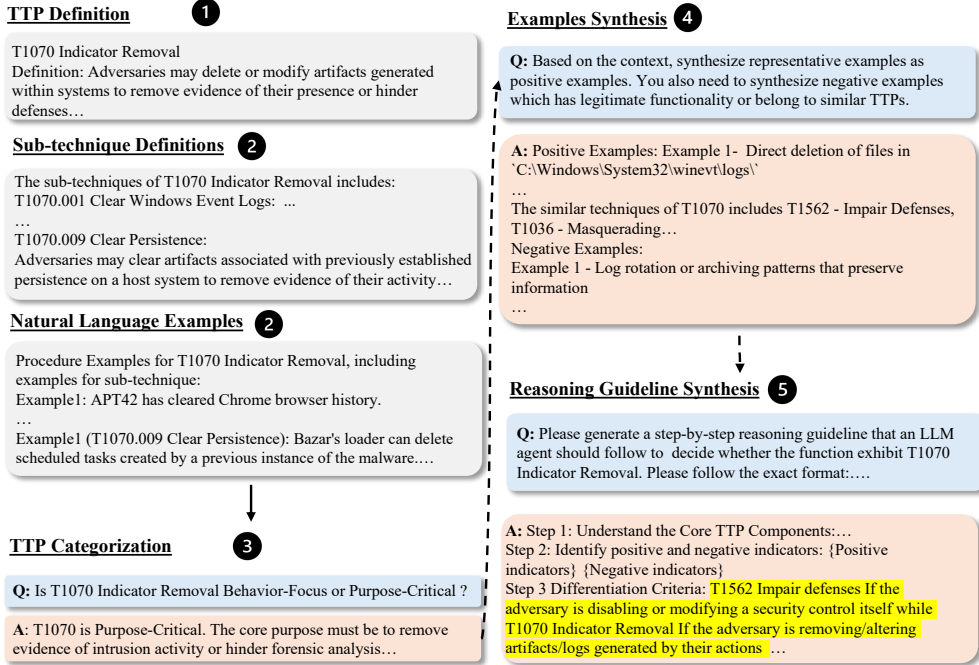 TTP Definition 1
T1070 Indicator Removal
Definition: Adversaries may delete or modify artifacts generated
within systems to remove evidence of their presence or hinder
defenses…
Sub-technique Definitions 2
The sub-techniques of T1070 Indicator Removal includes:
T1070.001 Clear Windows Event Logs: ...
…
T1070.009 Clear Persistence:
Adversaries may clear artifacts associated with previously established
persistence on a host system to remove evidence of their activity…
Natural Language Examples 2
Procedure Examples for T1070 Indicator Removal, including
examples for sub-technique:
Example1: APT42 has cleared Chrome browser history.
…
Example1 (T1070.009 Clear Persistence): Bazar's loader can delete
scheduled tasks created by a previous instance of the malware.…
TTP Categorization 3
Q: Is T1070 Indicator Removal Behavior-Focus or Purpose-Critical ?
A: T1070 is Purpose-Critical. The core purpose must be to remove
evidence of intrusion activity or hinder forensic analysis…
Examples Synthesis 4
Q: Based on the context, synthesize representative examples as
positive examples. You also need to synthesize negative examples
which has legitimate functionality or belong to similar TTPs.
A: Positive Examples: Example 1- Direct deletion of files in
`C:\Windows\System32\winevt\logs\`
…
The similar techniques of T1070 includes T1562 - Impair Defenses,
T1036 - Masquerading…
Negative Examples:
Example 1 - Log rotation or archiving patterns that preserve
information
…
Reasoning Guideline Synthesis 5
Q: Please generate a step-by-step reasoning guideline that an LLM
agent should follow to decide whether the function exhibit T1070
Indicator Removal. Please follow the exact format:….
A: Step 1: Understand the Core TTP Components:…
Step 2: Identify positive and negative indicators: {Positive
indicators} {Negative indicators}
Step 3 Differentiation Criteria: T1562 Impair defenses If the
adversary is disabling or modifying a security control itself while
T1070 Indicator Removal If the adversary is removing/altering
artifacts/logs generated by their actions …